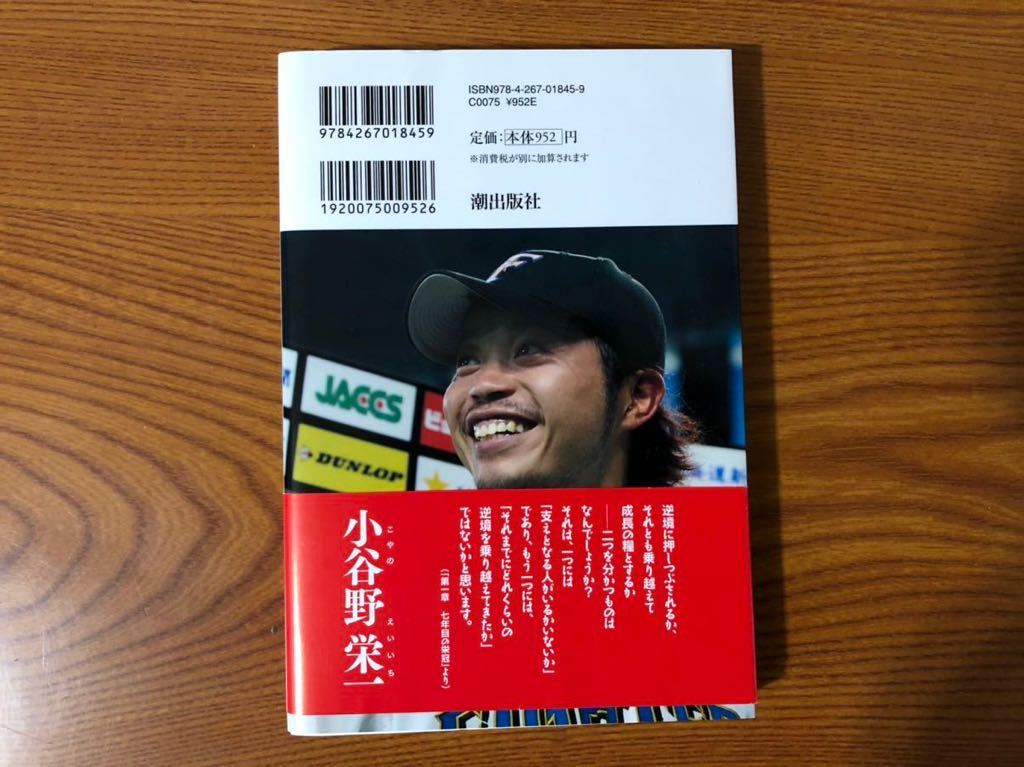 ISBN978-4-267-01845-9
C0075 ¥952E
9784267018459
定価：本体952円
※消費税が別に加算されます
1920075009526
潮出版社
F
JACCS
DUNLOP
逆境に押しつぶされるか、
それとも乗り越えて
成長の糧とするか
──二つを分かつものは
なんでしょうか？
それは、一つには
「支えとなる人がいるかいないか」
であり、もう一つには、
「それまでにどれくらいの
逆境を乗り越えてきたか」
ではないかと思います。
（「第一章　七年目の栄冠」より）
小谷野 栄一
こやの えいいち